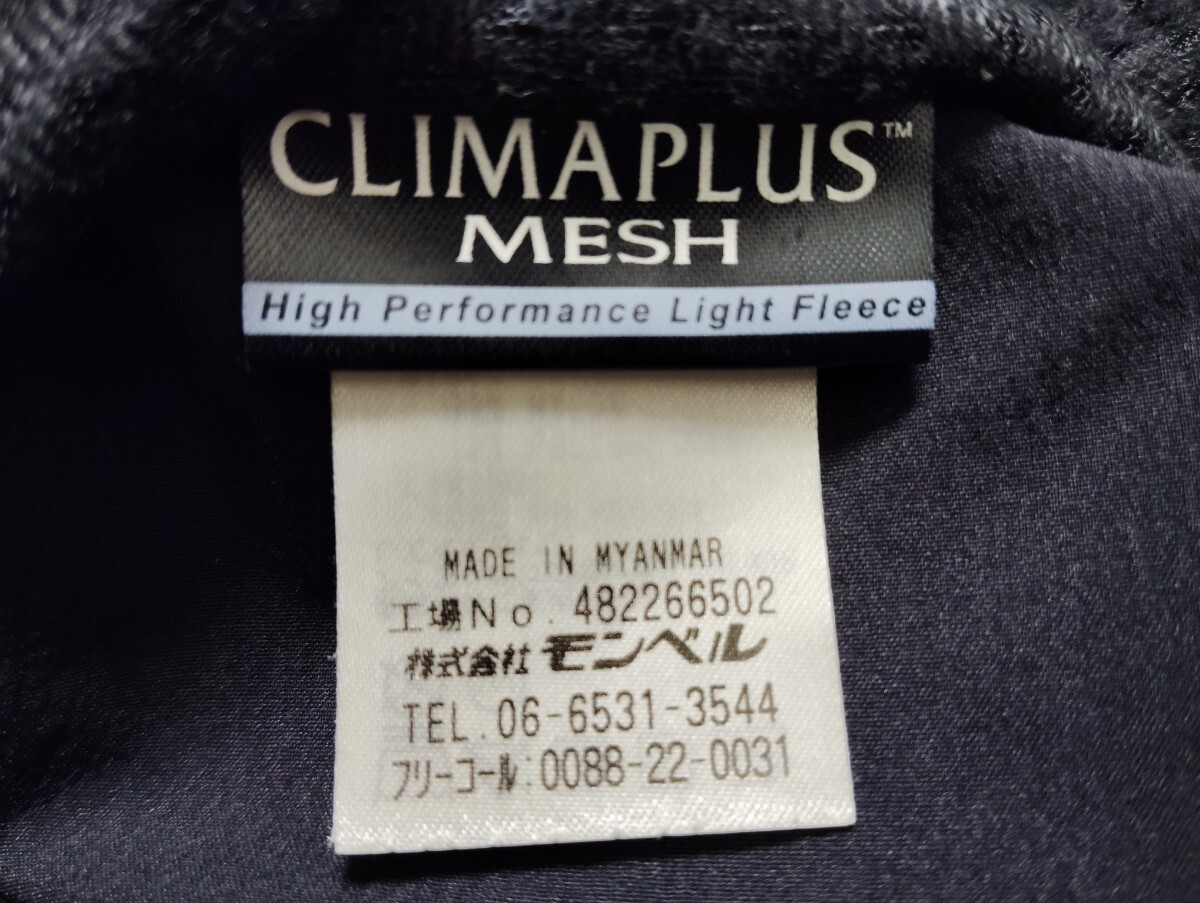 CLIMAPLUS™
MESH
High Performance Light Fleece
MADE IN MYANMAR
工場No. 482266502
株式会社 モンベル
TEL. 06-6531-3544
フリーコール:0088-22-0031